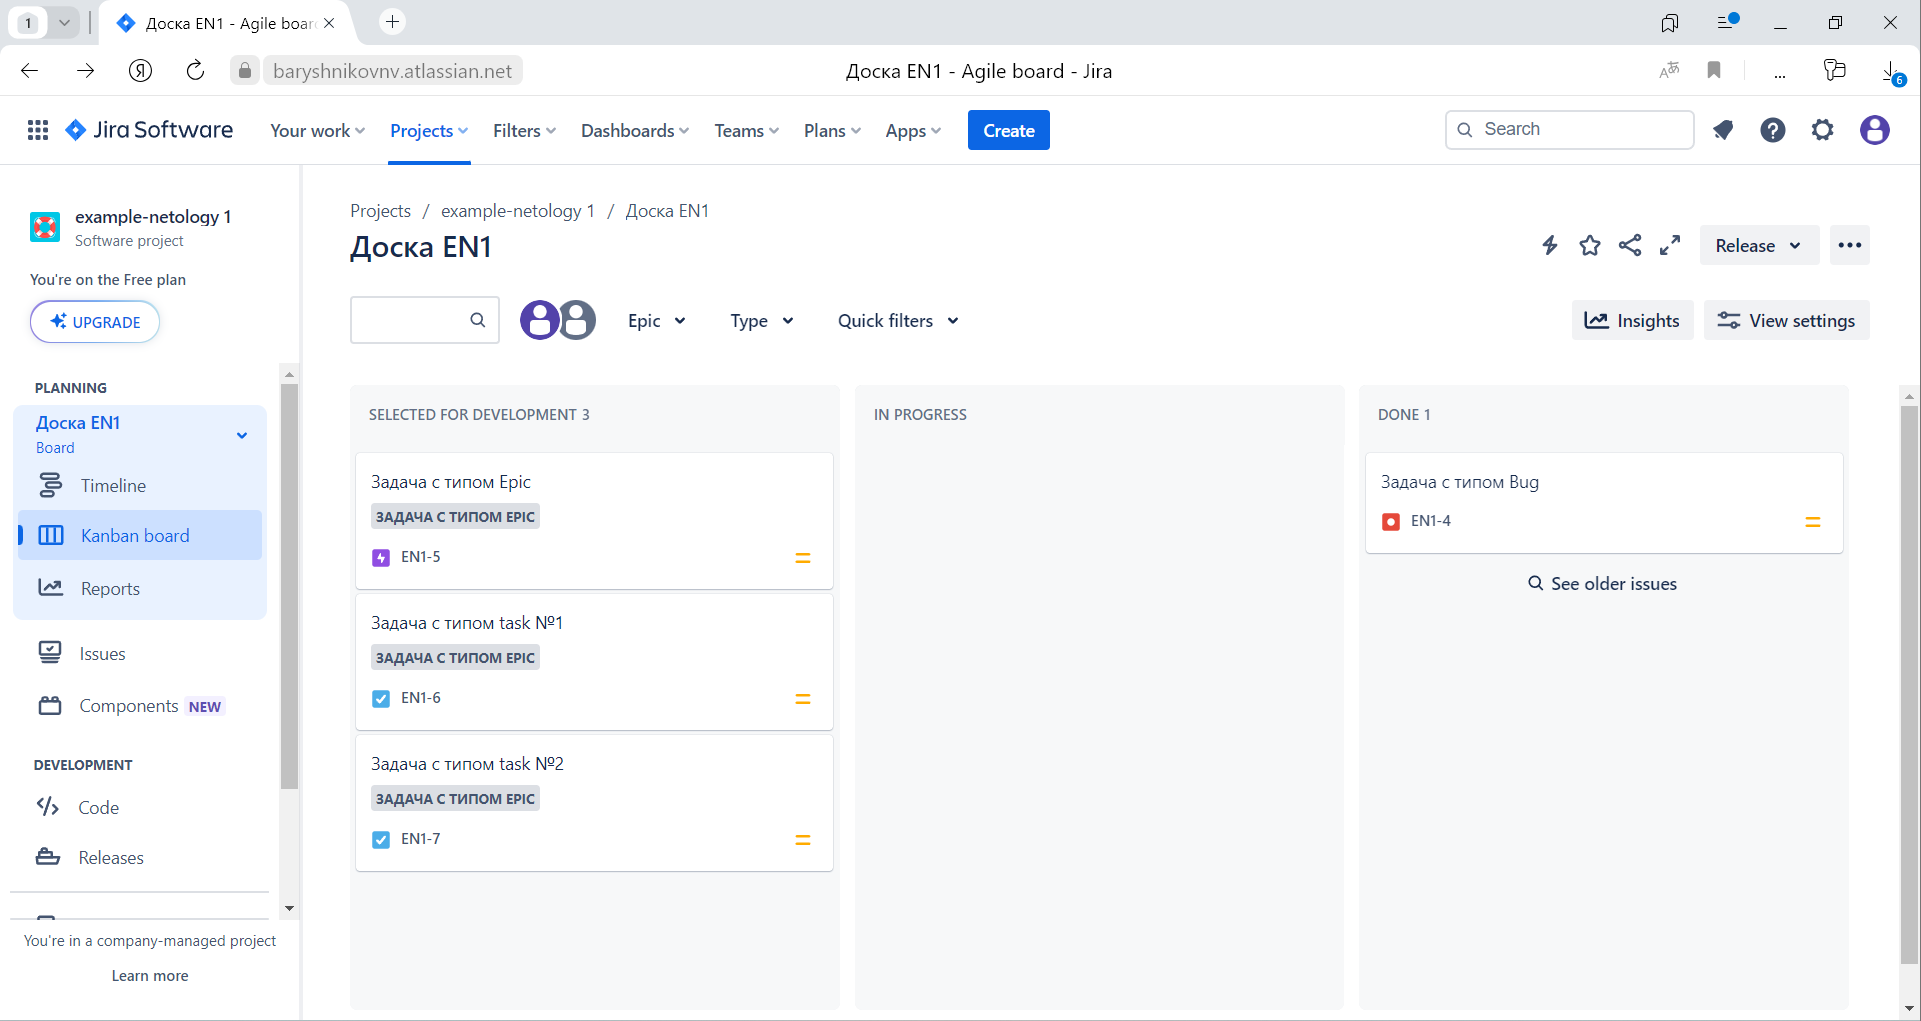 1
Доска EN1 - Agile boar
baryshnikovnv.atlassian.net
Доска EN1 - Agile board - Jira
6
Jira Software
Your work
Projects
Filters
Dashboards
Teams
Plans
Apps
Create
Search
example-netology 1
Software project
You're on the Free plan
UPGRADE
PLANNING
Доска EN1
Board
Timeline
Kanban board
Reports
Issues
Components NEW
DEVELOPMENT
Code
Releases
You're in a company-managed project
Learn more
Projects / example-netology 1 / Доска EN1
Доска EN1
Release
Epic
Type
Quick filters
Insights
View settings
SELECTED FOR DEVELOPMENT 3
Задача с типом Epic
ЗАДАЧА С ТИПОМ EPIC
EN1-5
Задача с типом task №1
ЗАДАЧА С ТИПОМ EPIC
EN1-6
Задача с типом task №2
ЗАДАЧА С ТИПОМ EPIC
EN1-7
IN PROGRESS
DONE 1
Задача с типом Bug
EN1-4
See older issues